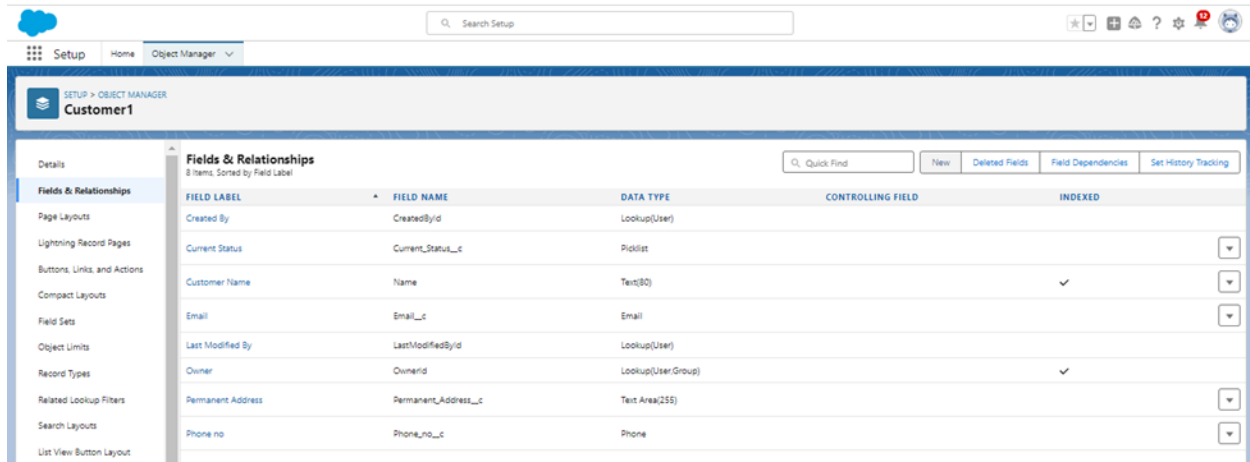 Search Setup
12
Setup Home Object Manager
SETUP > OBJECT MANAGER
Customer1
Details
Fields & Relationships
Page Layouts
Lightning Record Pages
Buttons, Links, and Actions
Compact Layouts
Field Sets
Object Limits
Record Types
Related Lookup Filters
Search Layouts
List View Button Layout
Fields & Relationships
8 Items, Sorted by Field Label
Quick Find New Deleted Fields Field Dependencies Set History Tracking
FIELD LABEL FIELD NAME DATA TYPE CONTROLLING FIELD INDEXED
Created By CreatedById Lookup(User)
Current Status Current_Status__c Picklist
Customer Name Name Text(80)
Email Email__c Email
Last Modified By LastModifiedById Lookup(User)
Owner OwnerId Lookup(User,Group)
Permanent Address Permanent_Address__c Text Area(255)
Phone no Phone_no__c Phone